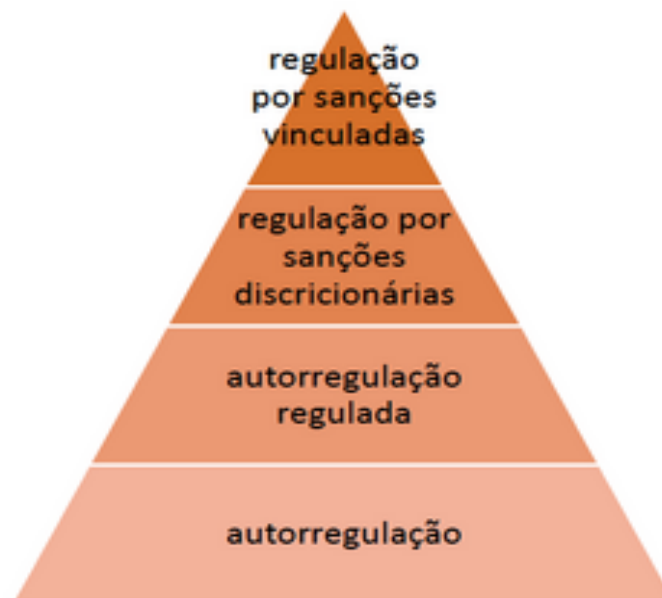 regulação
por sanções
vinculadas
regulação por
sanções
discricionárias
autorregulação
regulada
autorregulação